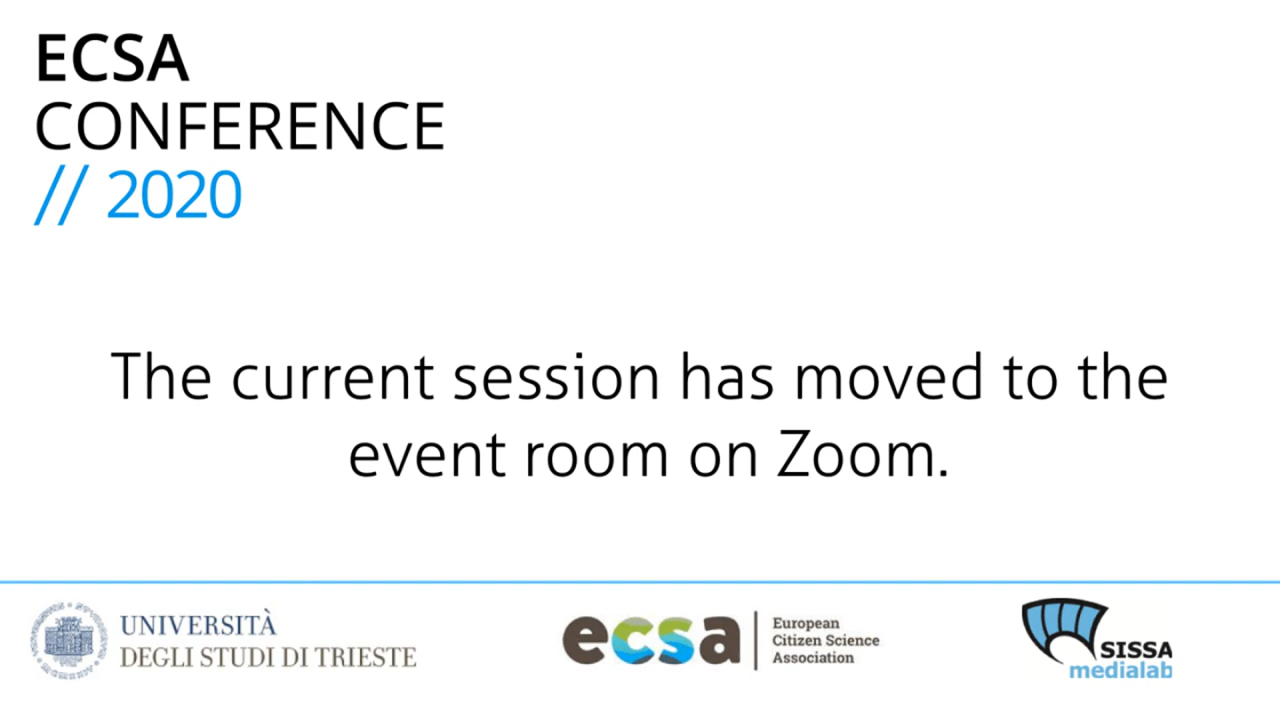 ECSA
CONFERENCE
// 2020
The current session has moved to the
event room on Zoom.
UNIVERSITÀ
DEGLI STUDI DI TRIESTE
ecsa
European
Citizen Science
Association
SISSA
medialab